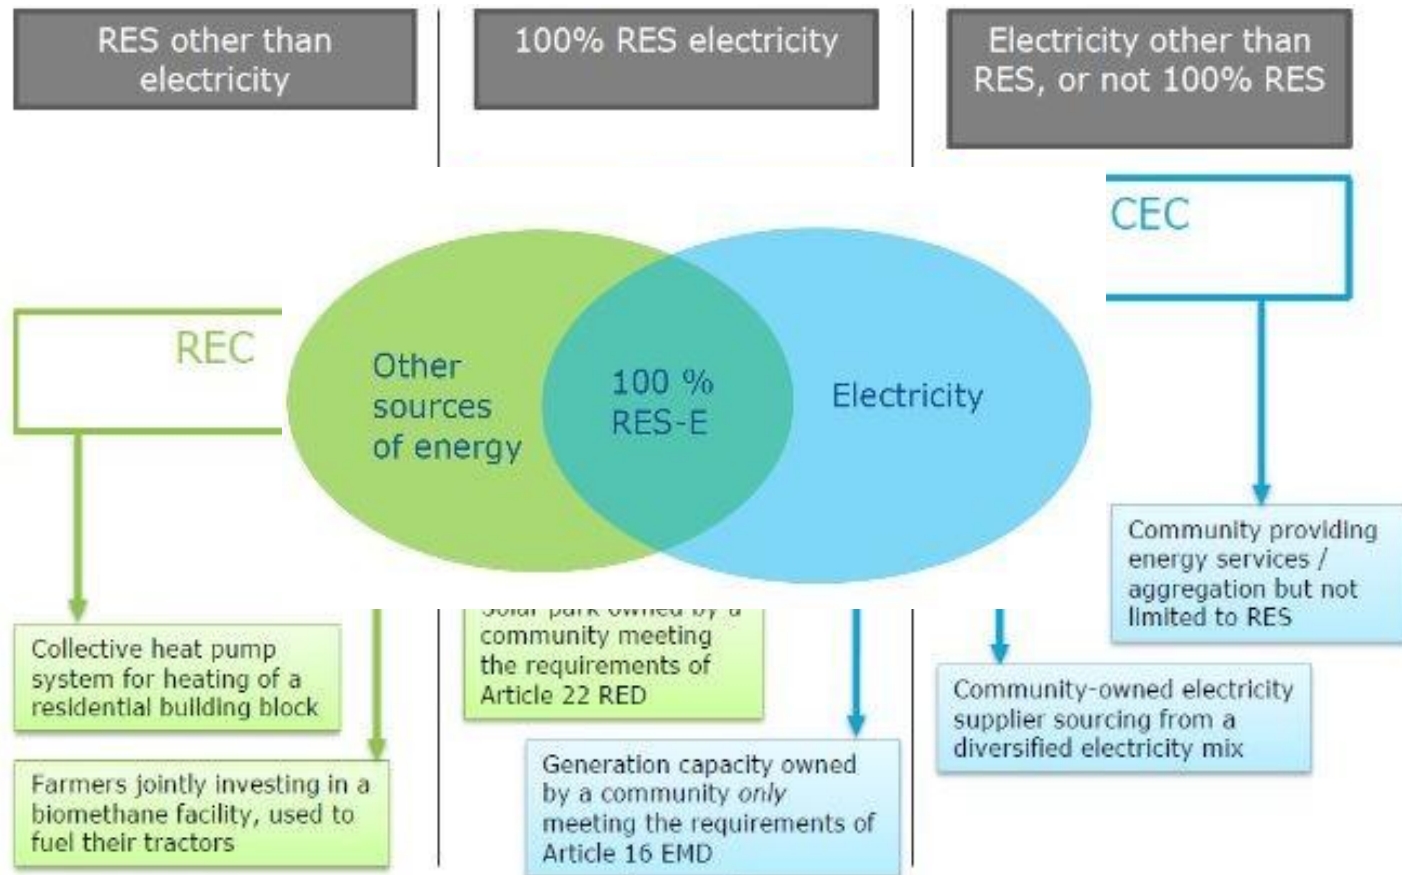 RES other than
electricity
100% RES electricity
Electricity other than
RES, or not 100% RES
CEC
REC
Other
sources
of energy
100 %
RES-E
Electricity
Community providing
energy services /
aggregation but not
limited to RES
Collective heat pump
system for heating of a
residential building block
Solar park owned by a
community meeting
the requirements of
Article 22 RED
Community-owned electricity
supplier sourcing from a
diversified electricity mix
Farmers jointly investing in a
biomethane facility, used to
fuel their tractors
Generation capacity owned
by a community only
meeting the requirements of
Article 16 EMD